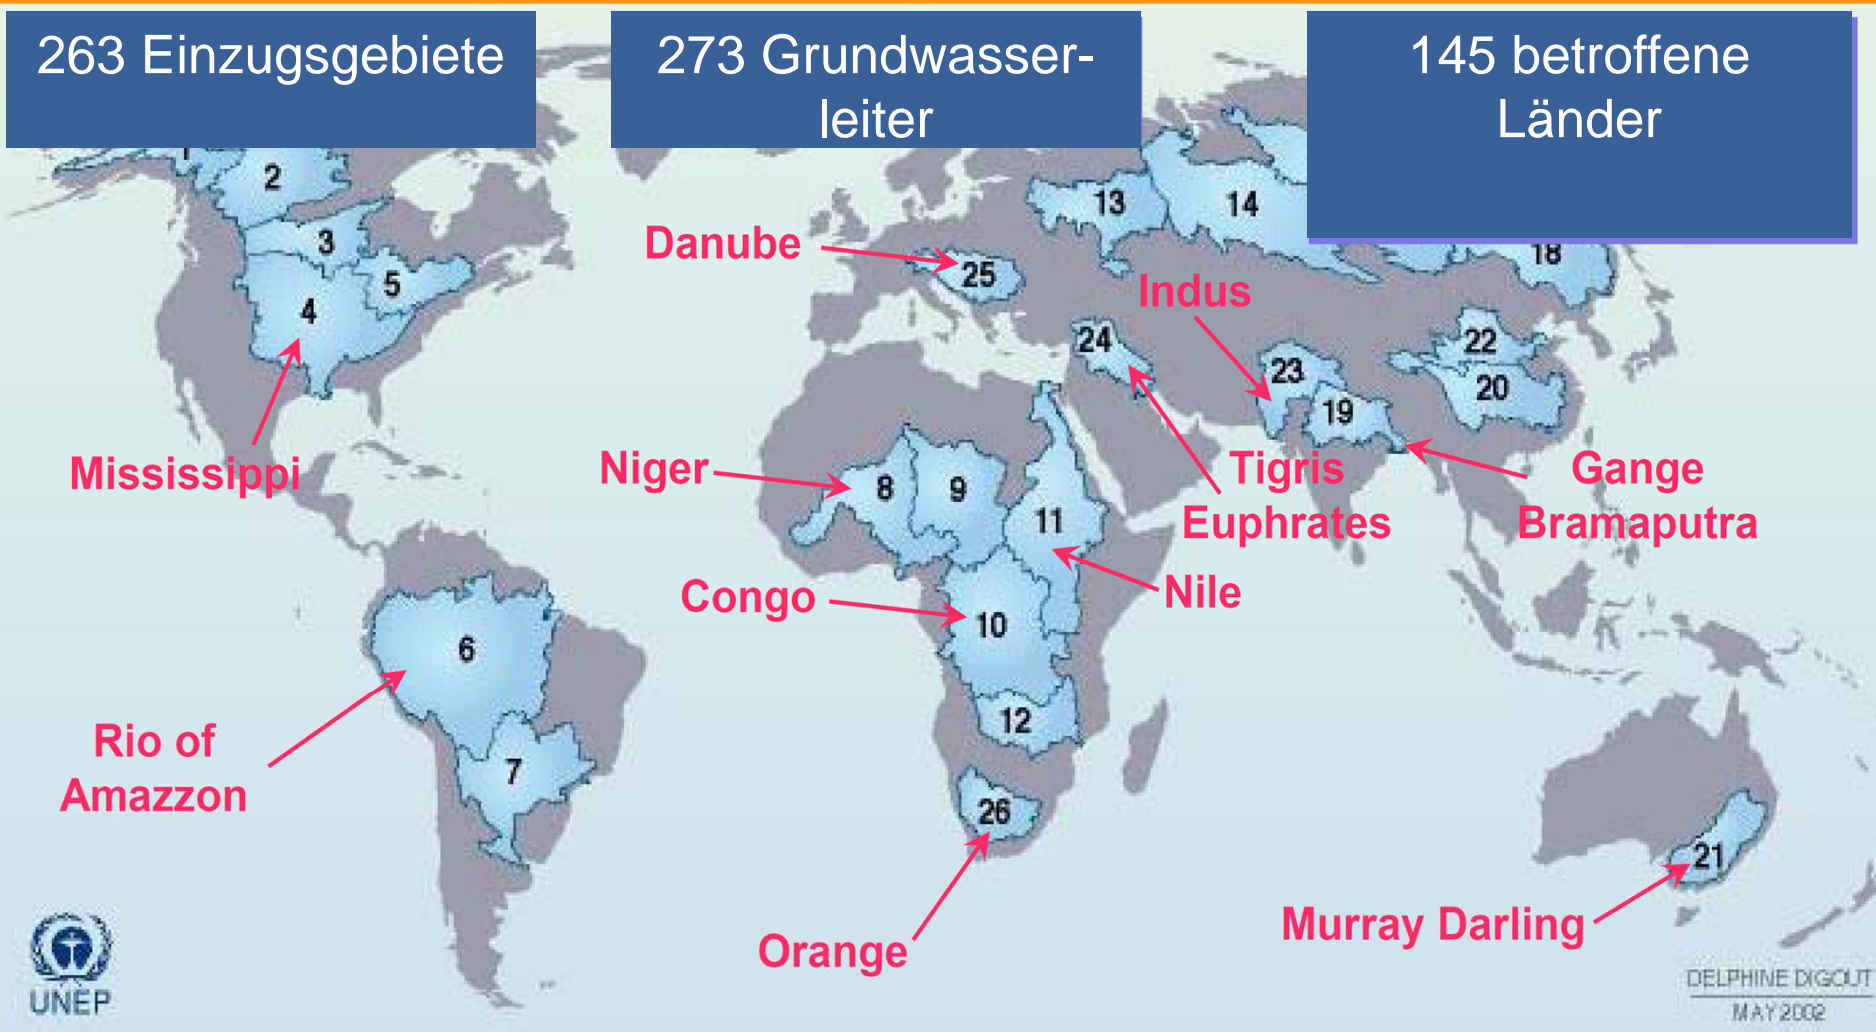 263 Einzugsgebiete
273 Grundwasser-
leiter
145 betroffene
Länder
2
3
4
5
13
14
18
Danube
25
Indus
24
22
23
20
19
Mississippi
Niger
8
9
11
Tigris
Euphrates
Gange
Bramaputra
Congo
10
Nile
6
12
Rio of
Amazzon
7
26
21
Orange
Murray Darling
UNEP
DELPHINE DIGOUT
MAY 2002